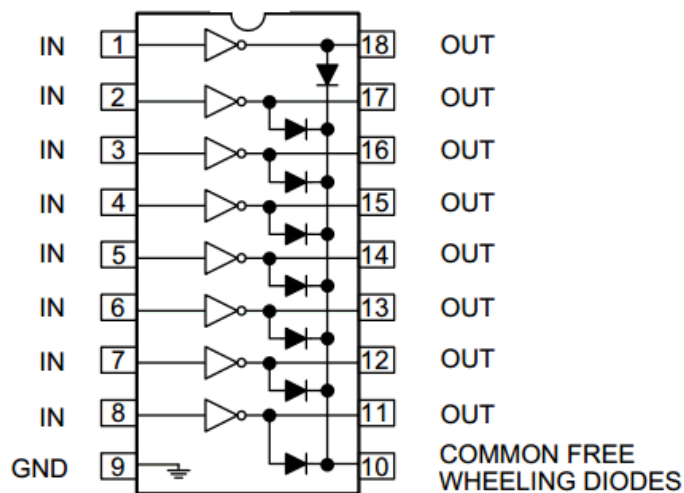 IN 1 18 OUT
IN 2 17 OUT
IN 3 16 OUT
IN 4 15 OUT
IN 5 14 OUT
IN 6 13 OUT
IN 7 12 OUT
IN 8 11 OUT
GND 9 10 COMMON FREE
WHEELING DIODES